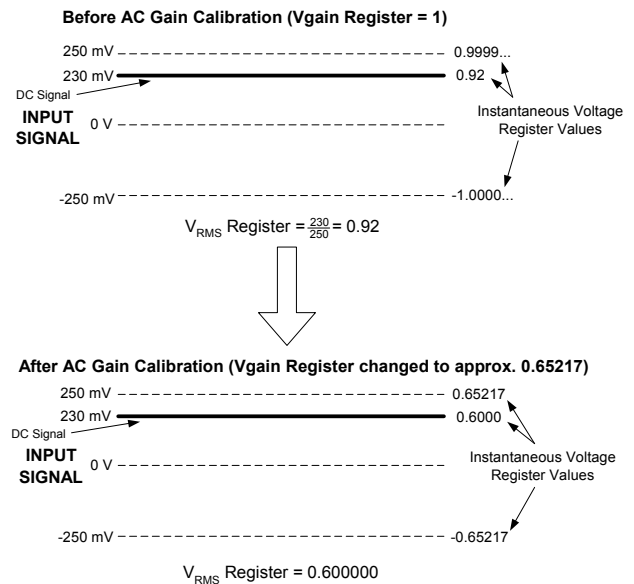 Before AC Gain Calibration (Vgain Register = 1)
250 mV 0.9999...
230 mV 0.92
DC Signal
INPUT SIGNAL
0 V
Instantaneous Voltage
Register Values
-250 mV -1.0000...
VRMS Register = 230/250 = 0.92
After AC Gain Calibration (Vgain Register changed to approx. 0.65217)
250 mV 0.65217
230 mV 0.6000
DC Signal
INPUT SIGNAL
0 V
Instantaneous Voltage
Register Values
-250 mV -0.65217
VRMS Register = 0.600000